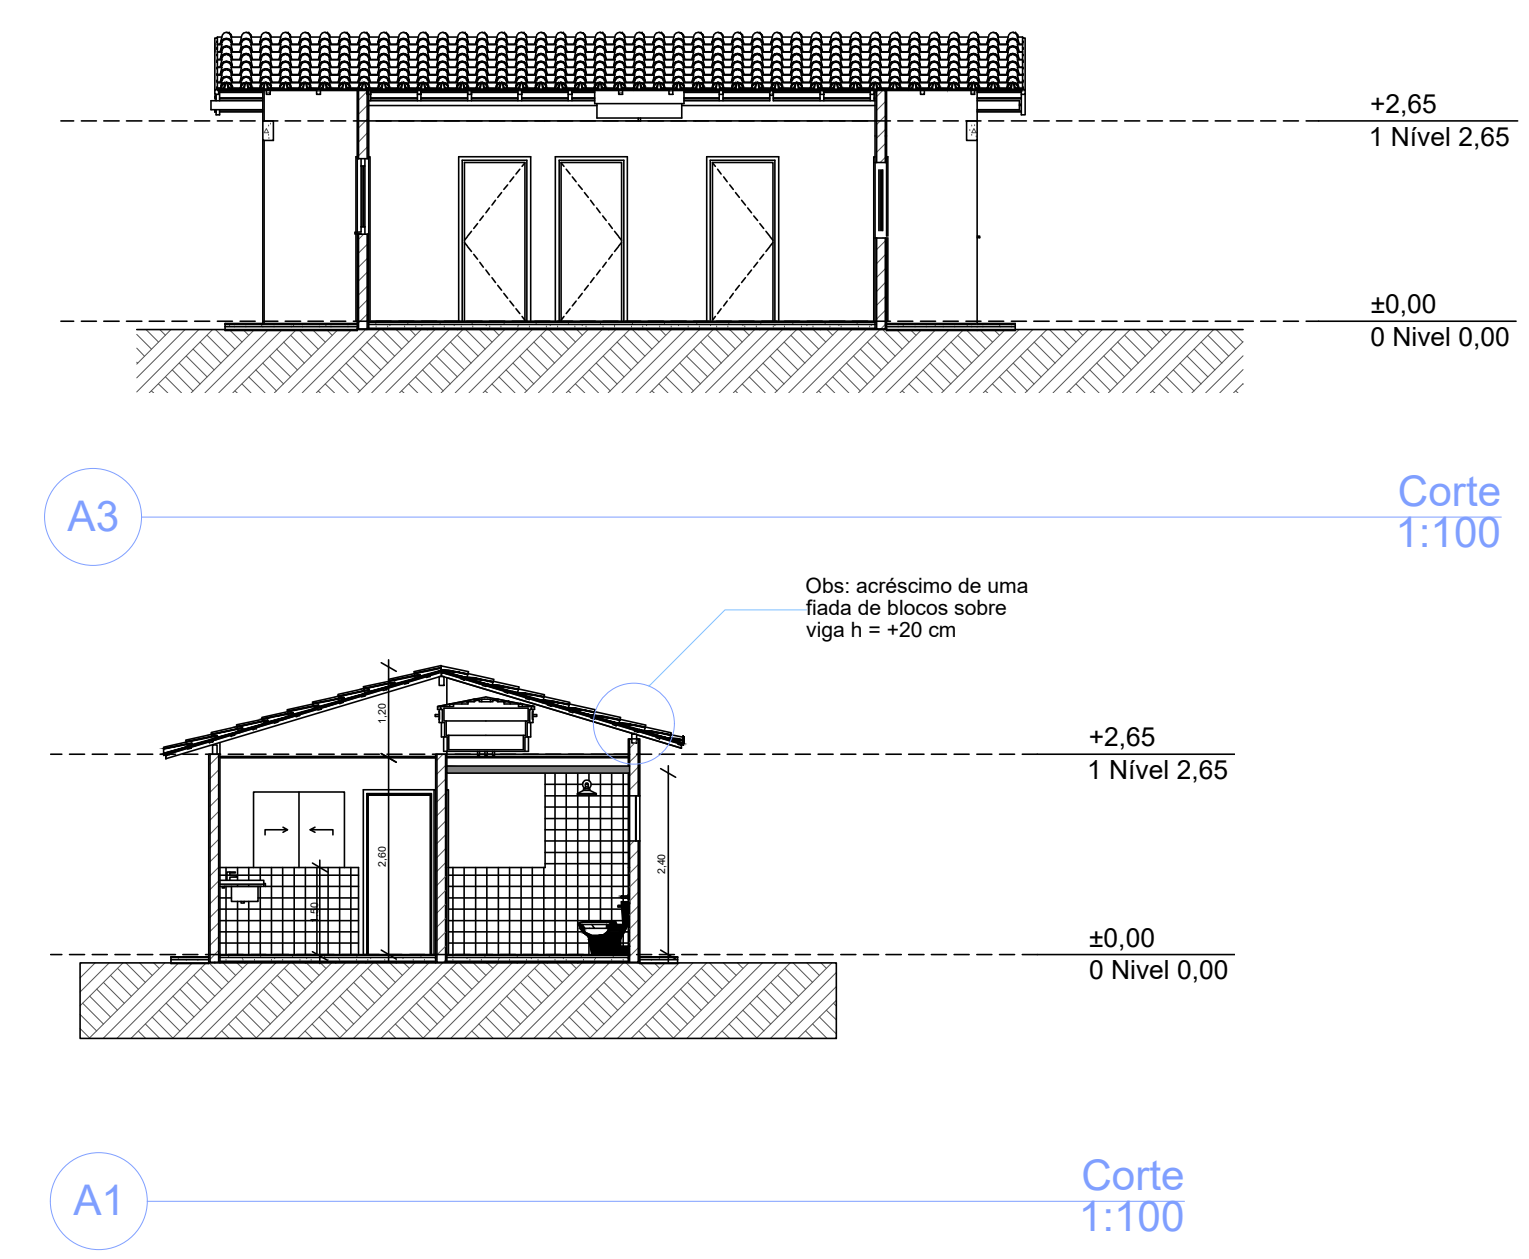 +2,65
1 Nível 2,65
±0,00
0 Nivel 0,00
A3
Corte
1:100
Obs: acréscimo de uma
fiada de blocos sobre
viga h = +20 cm
1,20
+2,65
1 Nível 2,65
2,60
2,40
1,50
±0,00
0 Nivel 0,00
A1
Corte
1:100